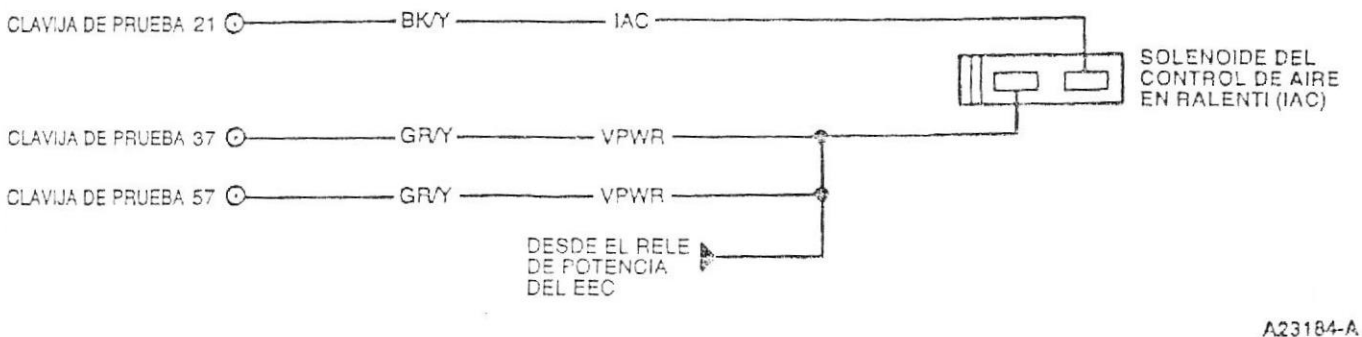 CLAVIJA DE PRUEBA 21 BK/Y IAC
SOLENOIDE DEL
CONTROL DE AIRE
EN RALENTI (IAC)
CLAVIJA DE PRUEBA 37 GR/Y VPWR
CLAVIJA DE PRUEBA 57 GR/Y VPWR
DESDE EL RELE
DE POTENCIA
DEL EEC
A23184-A